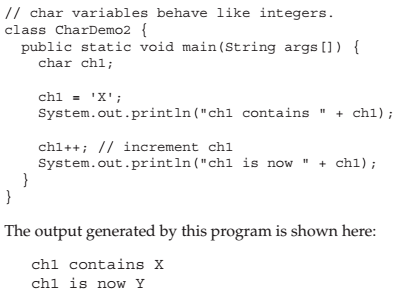 // char variables behave like integers.
class CharDemo2 {
  public static void main(String args[]) {
    char ch1;

    ch1 = 'X';
    System.out.println("ch1 contains " + ch1);

    ch1++; // increment ch1
    System.out.println("ch1 is now " + ch1);
  }
}

The output generated by this program is shown here:

   ch1 contains X
   ch1 is now Y